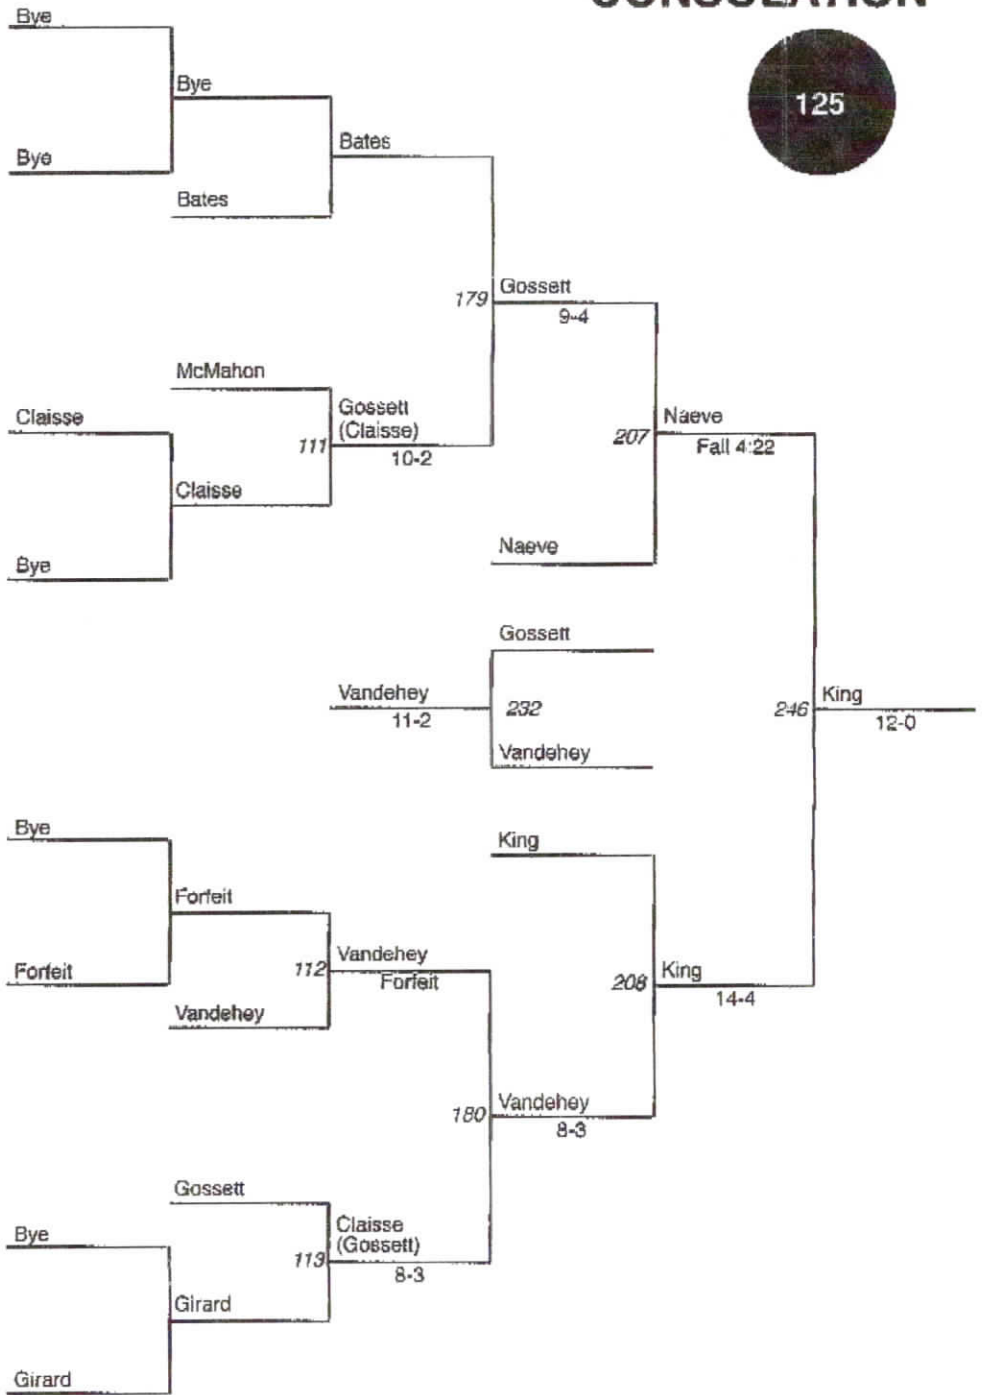 CONSOLATION
125
Bye
Bye
Bye
Bates
Bates
179
Gossett
9-4
McMahon
Claisse
Gossett
(Claisse)
111
10-2
Claisse
Bye
207
Naeve
Fall 4:22
Naeve
Gossett
Vandehey
11-2
232
Vandehey
246
King
12-0
Bye
King
Forfeit
Forfeit
112
Vandehey
Forfeit
Vandehey
208
King
14-4
180
Vandehey
8-3
Gossett
Bye
Claisse
(Gossett)
113
8-3
Girard
Girard